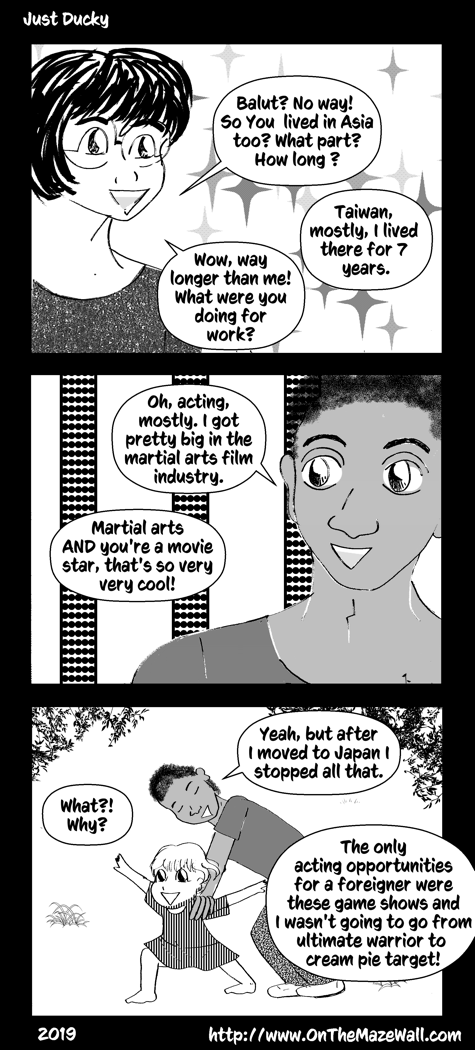 Just Ducky
Balut? No way!
So You lived in Asia
too? What part?
How long ?
Taiwan,
mostly, I lived
there for 7
years.
Wow, way
longer than me!
What were you
doing for
work?
Oh, acting,
mostly. I got
pretty big in the
martial arts film
industry.
Martial arts
AND you're a movie
star, that's so very
very cool!
Yeah, but after
I moved to Japan I
stopped all that.
What?!
Why?
The only
acting opportunities
for a foreigner were
these game shows and
I wasn't going to go from
ultimate warrior to
cream pie target!
2019
http://www.OnTheMazeWall.com